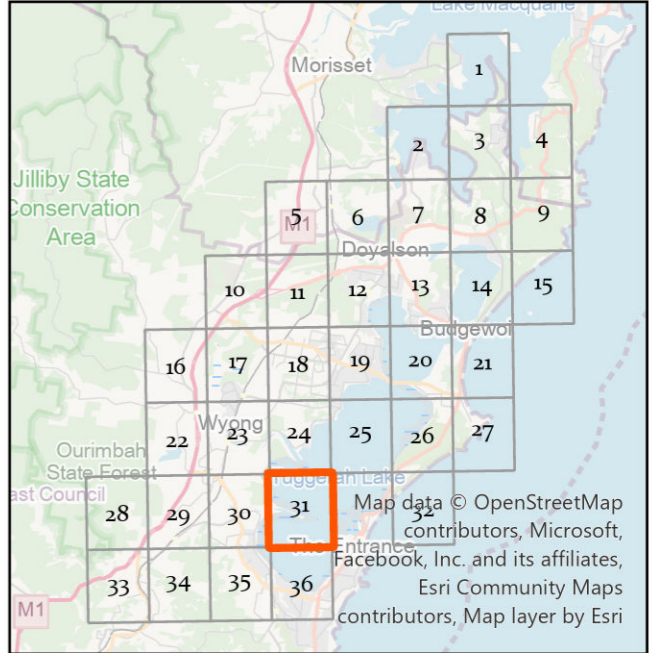 Lake Macquarie
Morisset
1
2
3
4
Jilliby State
Conservation
Area
5
M1
6
7
8
9
Doyalson
10
11
12
13
14
15
Budgewoi
16
17
18
19
20
21
Wyong
22
23
24
25
26
27
Ourimbah
State Forest
ast Council
Tuggerah Lake
28
29
30
31
32
The Entrance
33
34
35
36
M1
Map data © OpenStreetMap
contributors, Microsoft,
Facebook, Inc. and its affiliates,
Esri Community Maps
contributors, Map layer by Esri